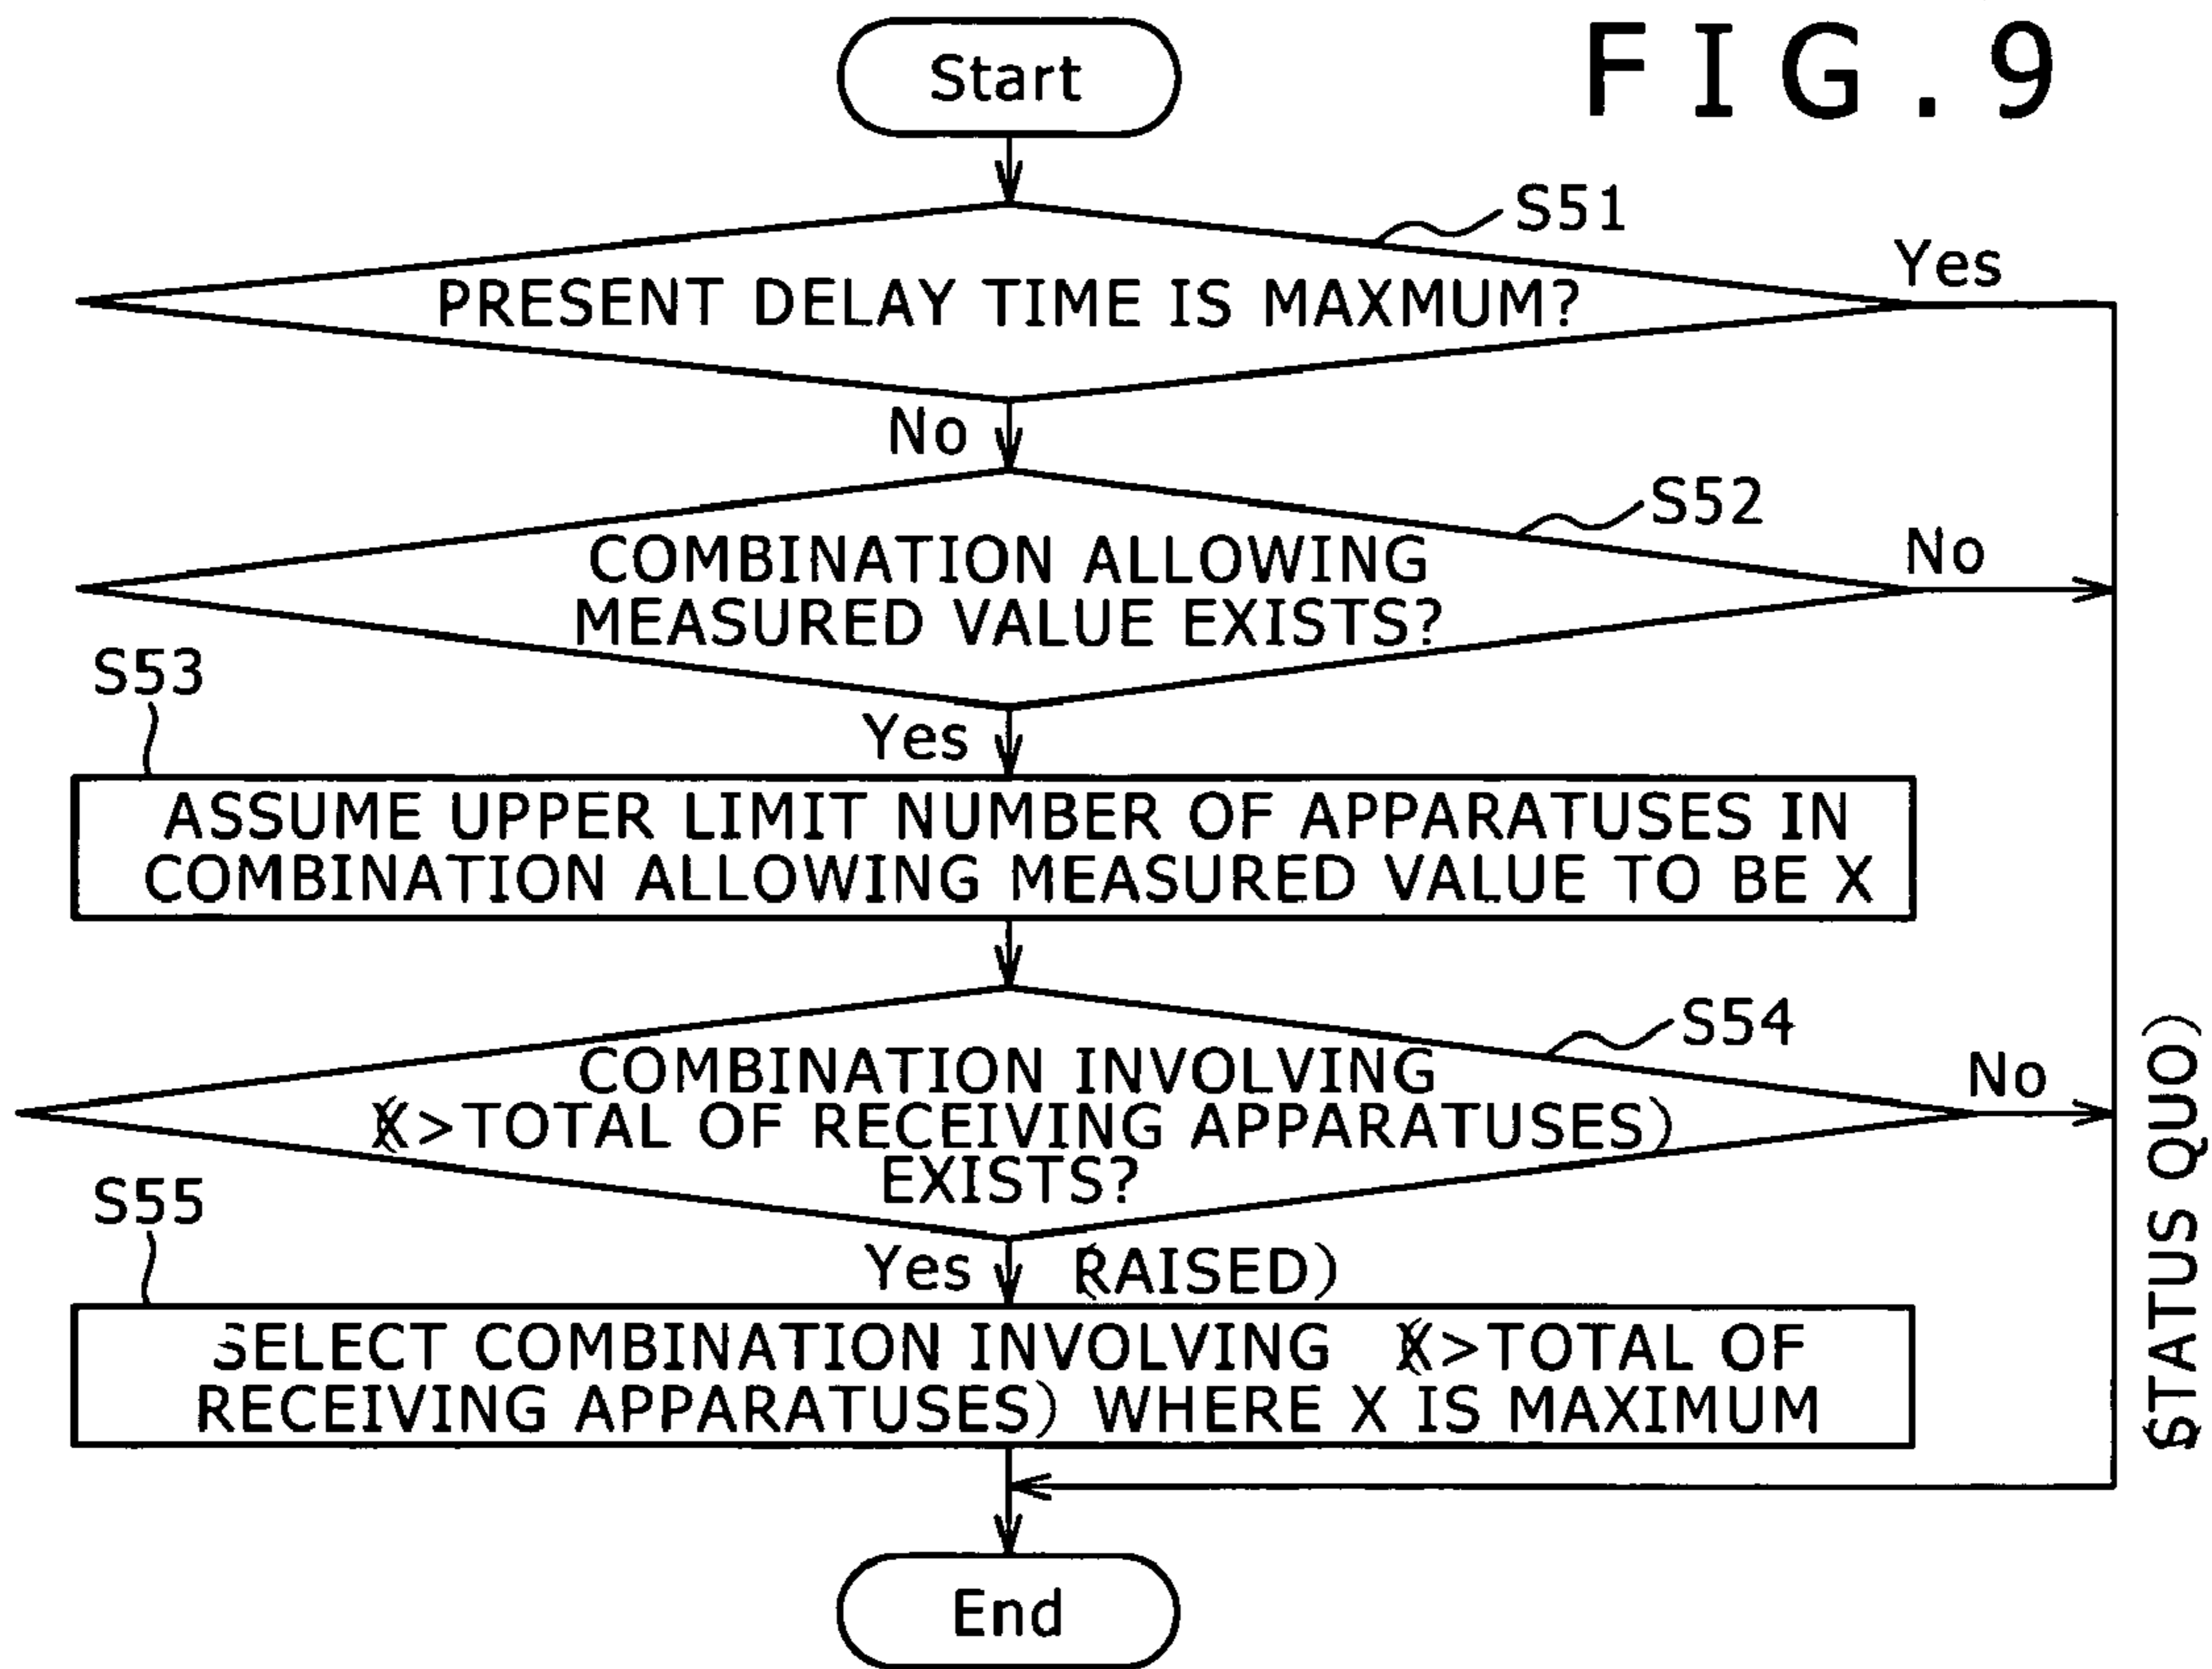 FIG.9
Start
S51
PRESENT DELAY TIME IS MAXMUM?
Yes
No
S52
COMBINATION ALLOWING
MEASURED VALUE EXISTS?
No
Yes
S53
ASSUME UPPER LIMIT NUMBER OF APPARATUSES IN
COMBINATION ALLOWING MEASURED VALUE TO BE X
S54
COMBINATION INVOLVING
(X>TOTAL OF RECEIVING APPARATUSES)
EXISTS?
No
Yes
(RAISED)
S55
SELECT COMBINATION INVOLVING (X>TOTAL OF
RECEIVING APPARATUSES) WHERE X IS MAXIMUM
(STATUS QUO)
End